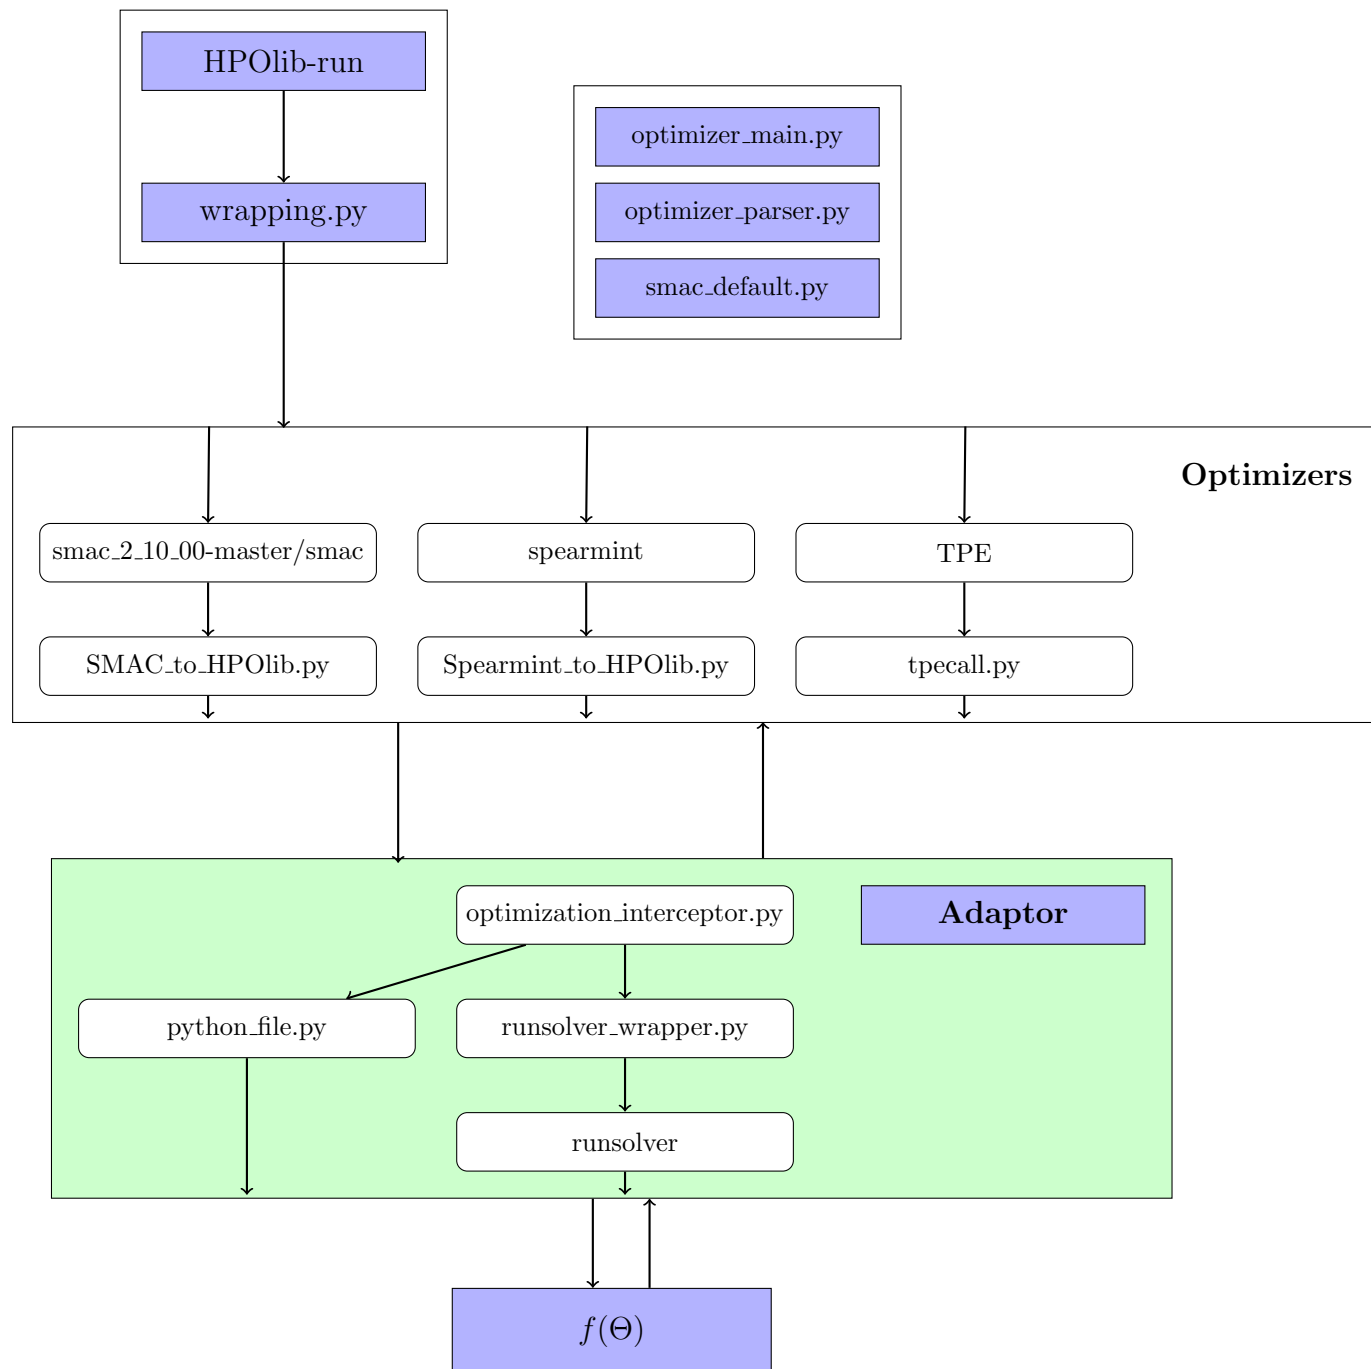 HPOlib-run
wrapping.py
optimizer_main.py
optimizer_parser.py
smac_default.py
Optimizers
smac_2_10_00-master/smac
spearmint
TPE
SMAC_to_HPOlib.py
Spearmint_to_HPOlib.py
tpecall.py
optimization_interceptor.py
Adaptor
python_file.py
runsolver_wrapper.py
runsolver
f(Θ)